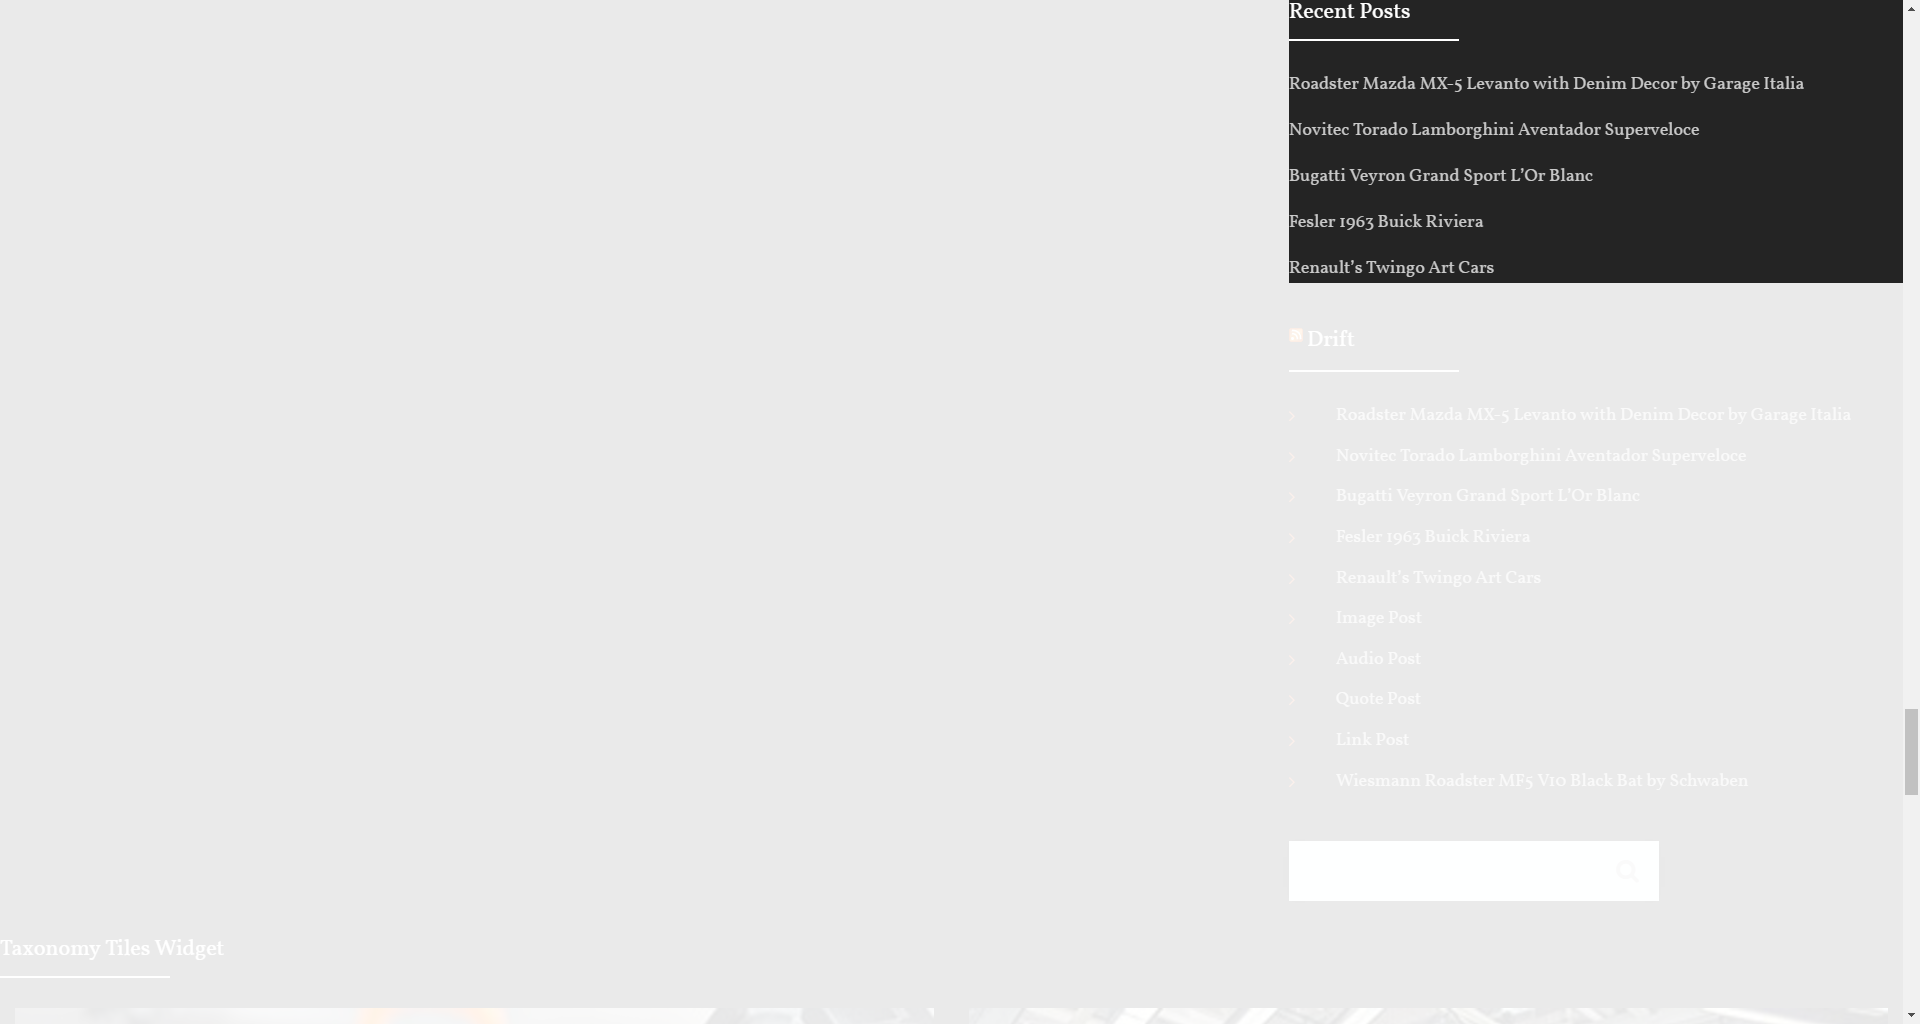 Recent Posts
Roadster Mazda MX-5 Levanto with Denim Decor by Garage Italia
Novitec Torado Lamborghini Aventador Superveloce
Bugatti Veyron Grand Sport L’Or Blanc
Fesler 1963 Buick Riviera
Renault’s Twingo Art Cars
Drift
Roadster Mazda MX-5 Levanto with Denim Decor by Garage Italia
Novitec Torado Lamborghini Aventador Superveloce
Bugatti Veyron Grand Sport L’Or Blanc
Fesler 1963 Buick Riviera
Renault’s Twingo Art Cars
Image Post
Audio Post
Quote Post
Link Post
Wiesmann Roadster MF5 V10 Black Bat by Schwaben
Taxonomy Tiles Widget